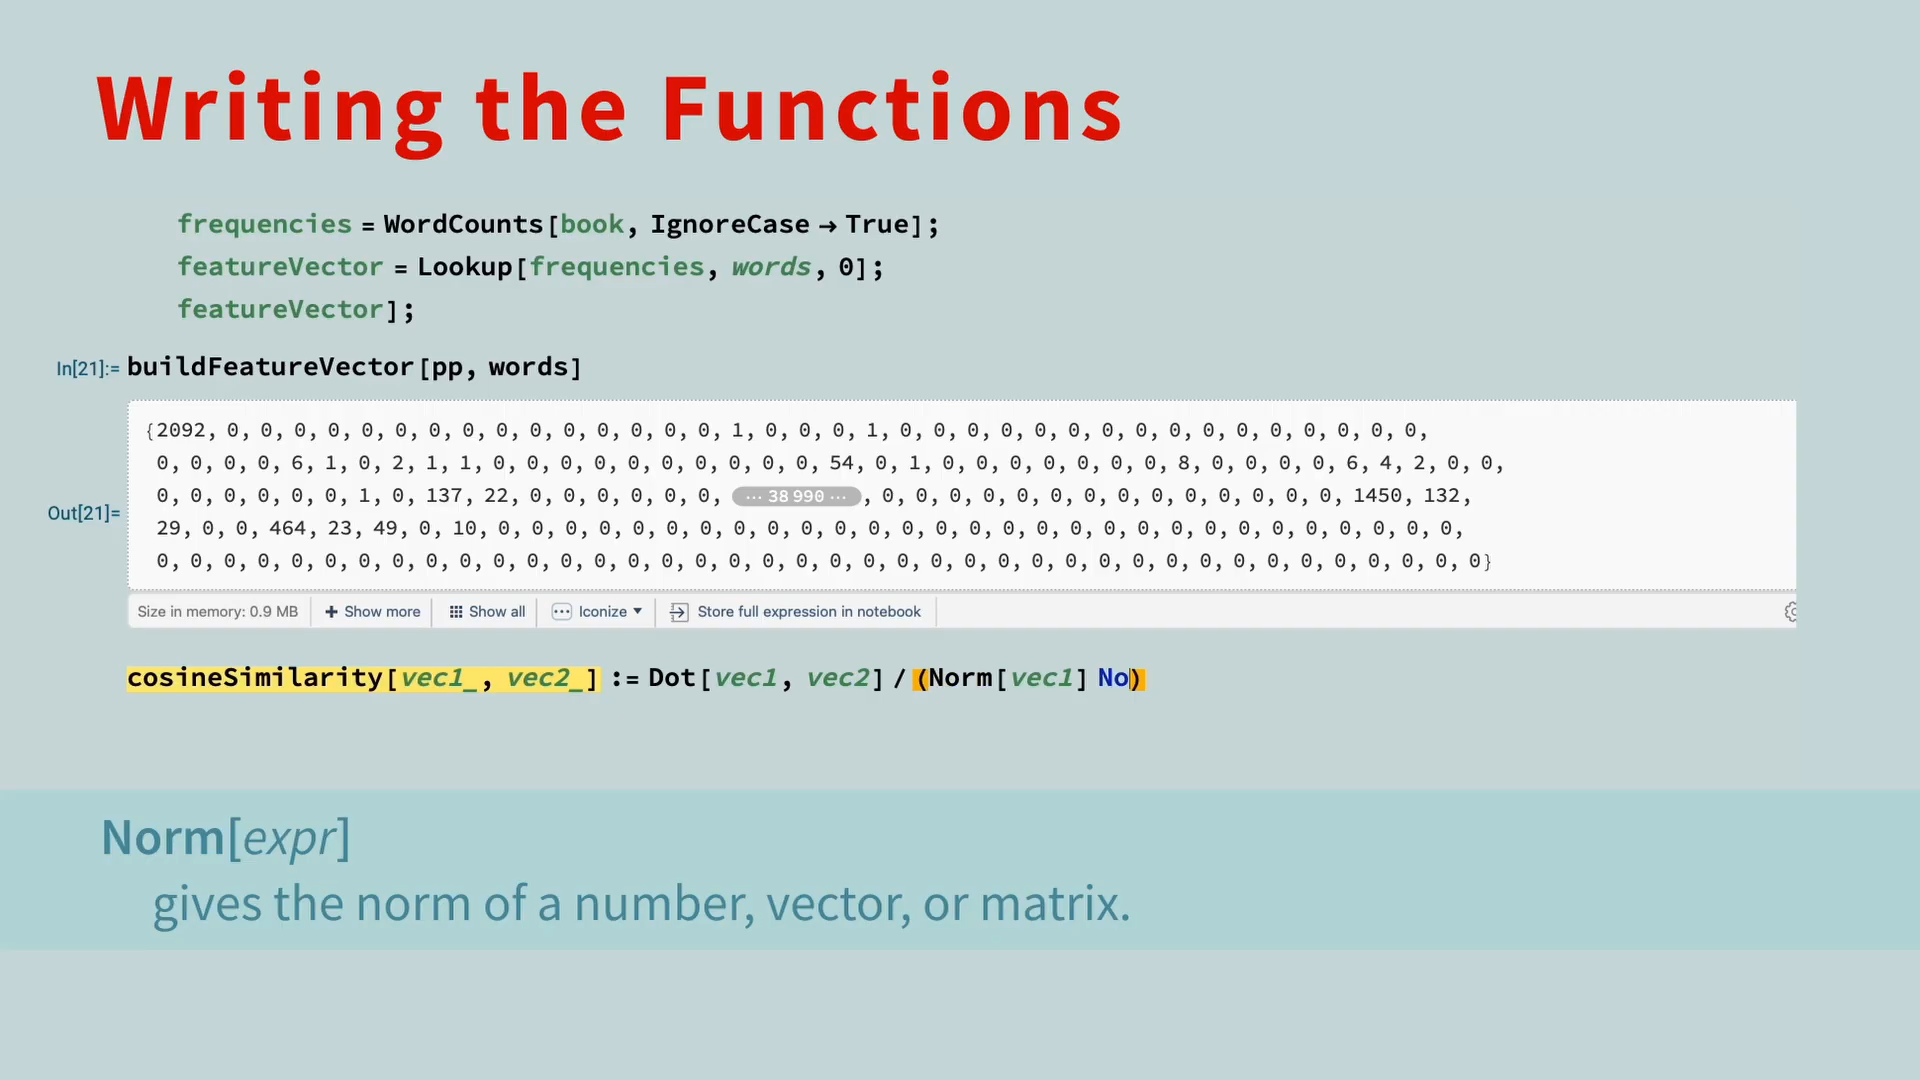 Writing the Functions
frequencies = WordCounts[book, IgnoreCase → True];
featureVector = Lookup[frequencies, words, 0];
featureVector];
In[21]:= buildFeatureVector[pp, words]
{2092, 0, 0, 0, 0, 0, 0, 0, 0, 0, 0, 0, 0, 0, 0, 0, 1, 0, 0, 0, 1, 0, 0, 0, 0, 0, 0, 0, 0, 0, 0, 0, 0, 0, 0, 0, 0,
0, 0, 0, 0, 6, 1, 0, 2, 1, 1, 0, 0, 0, 0, 0, 0, 0, 0, 0, 0, 54, 0, 1, 0, 0, 0, 0, 0, 0, 0, 8, 0, 0, 0, 0, 6, 4, 2, 0, 0,
0, 0, 0, 0, 0, 0, 1, 0, 137, 22, 0, 0, 0, 0, 0, 0, ··· 38 990 ··· , 0, 0, 0, 0, 0, 0, 0, 0, 0, 0, 0, 0, 0, 0, 1450, 132,
Out[21]= 29, 0, 0, 464, 23, 49, 0, 10, 0, 0, 0, 0, 0, 0, 0, 0, 0, 0, 0, 0, 0, 0, 0, 0, 0, 0, 0, 0, 0, 0, 0, 0, 0, 0, 0, 0, 0,
0, 0, 0, 0, 0, 0, 0, 0, 0, 0, 0, 0, 0, 0, 0, 0, 0, 0, 0, 0, 0, 0, 0, 0, 0, 0, 0, 0, 0, 0, 0, 0, 0, 0, 0, 0, 0, 0, 0, 0}
Size in memory: 0.9 MB + Show more Show all ··· Iconize ▾ Store full expression in notebook
cosineSimilarity[vec1_, vec2_] := Dot[vec1, vec2] / (Norm[vec1] No)
Norm[expr]
gives the norm of a number, vector, or matrix.